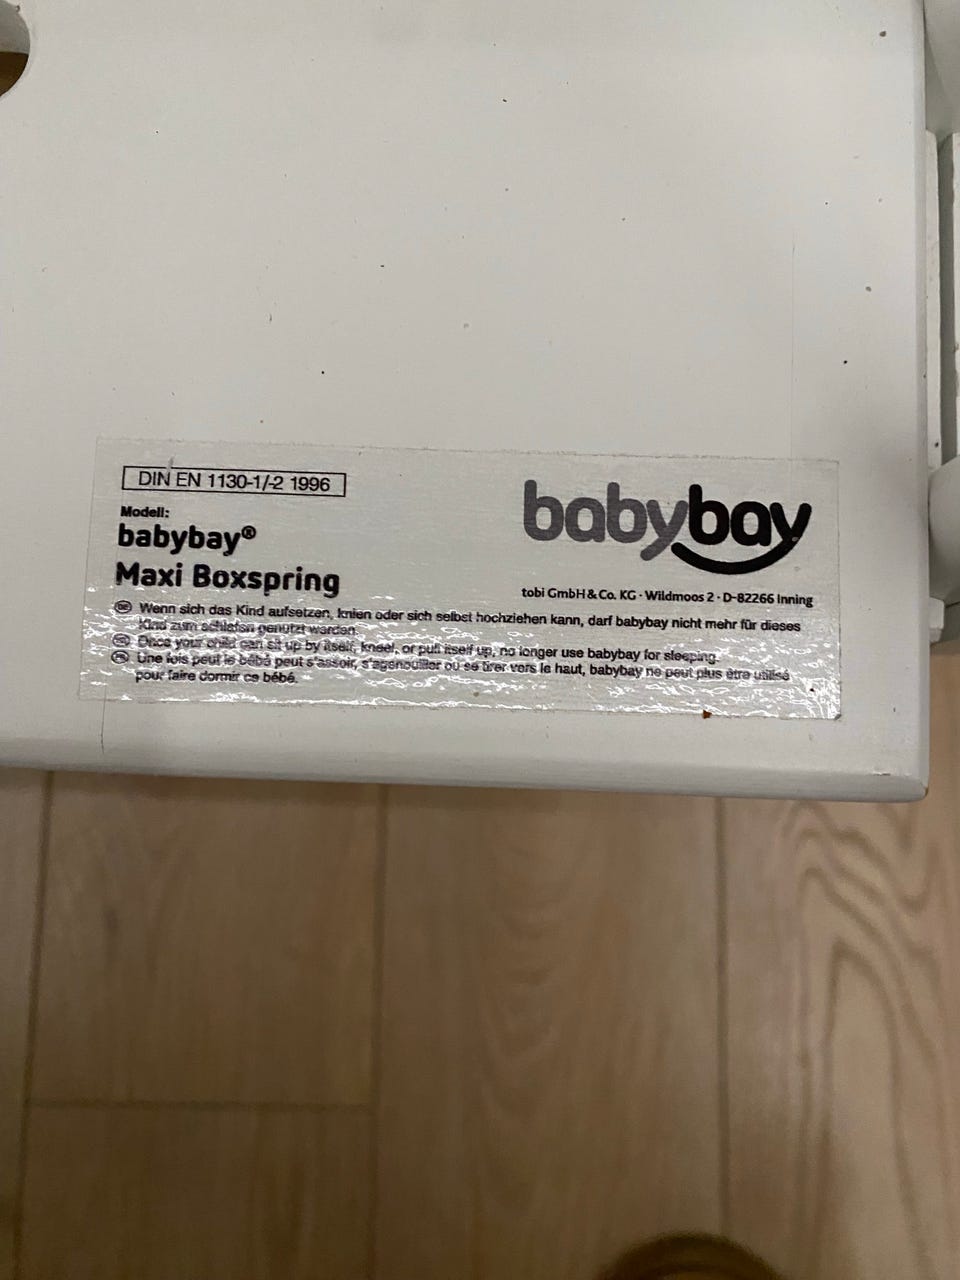 DIN EN 1130-1/-2 1996
Modell:
babybay®
Maxi Boxspring
babybay
tobi GmbH & Co. KG · Wildmoos 2 · D-82266 Inning
DE Wenn sich das Kind aufsetzen, knien oder sich selbst hochziehen kann, darf babybay nicht mehr für dieses
Kind zum schlafen genutzt werden.
Once your child can sit up by itself, kneel, or pull itself up, no longer use babybay for sleeping.
Une fois peut le bébé peut s'assoir, s'agenouiller ou se tirer vers le haut, babybay ne peut plus être utilisé
pour faire dormir ce bébé.